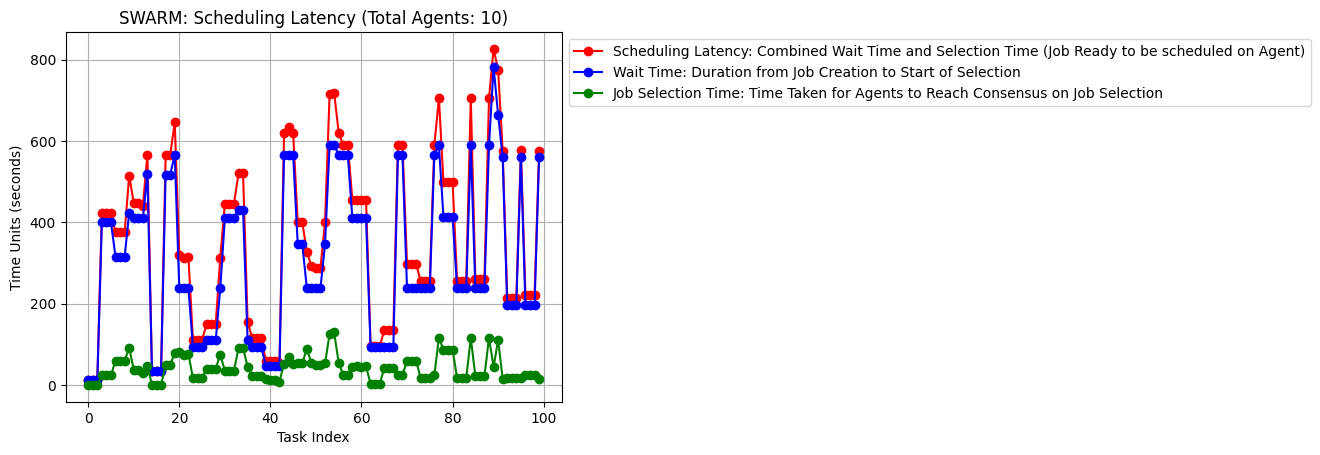 SWARM: Scheduling Latency (Total Agents: 10)
Scheduling Latency: Combined Wait Time and Selection Time (Job Ready to be scheduled on Agent)
Wait Time: Duration from Job Creation to Start of Selection
Job Selection Time: Time Taken for Agents to Reach Consensus on Job Selection
Time Units (seconds)
800
600
400
200
0
0 20 40 60 80 100
Task Index